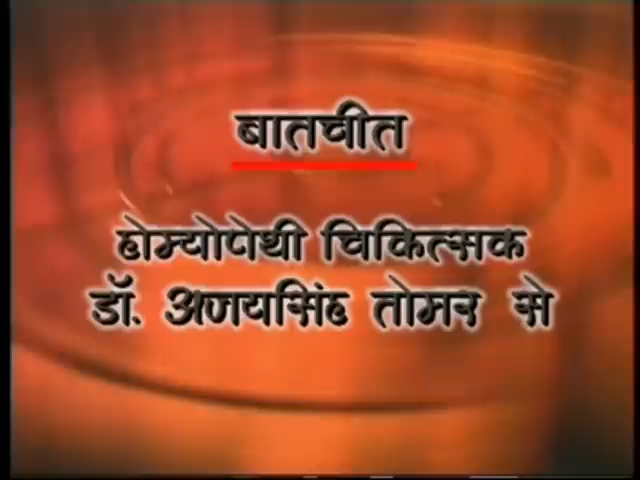 बातचीत
होम्योपेथी चिकित्सक
डॉ. अजयसिंह तोमर से